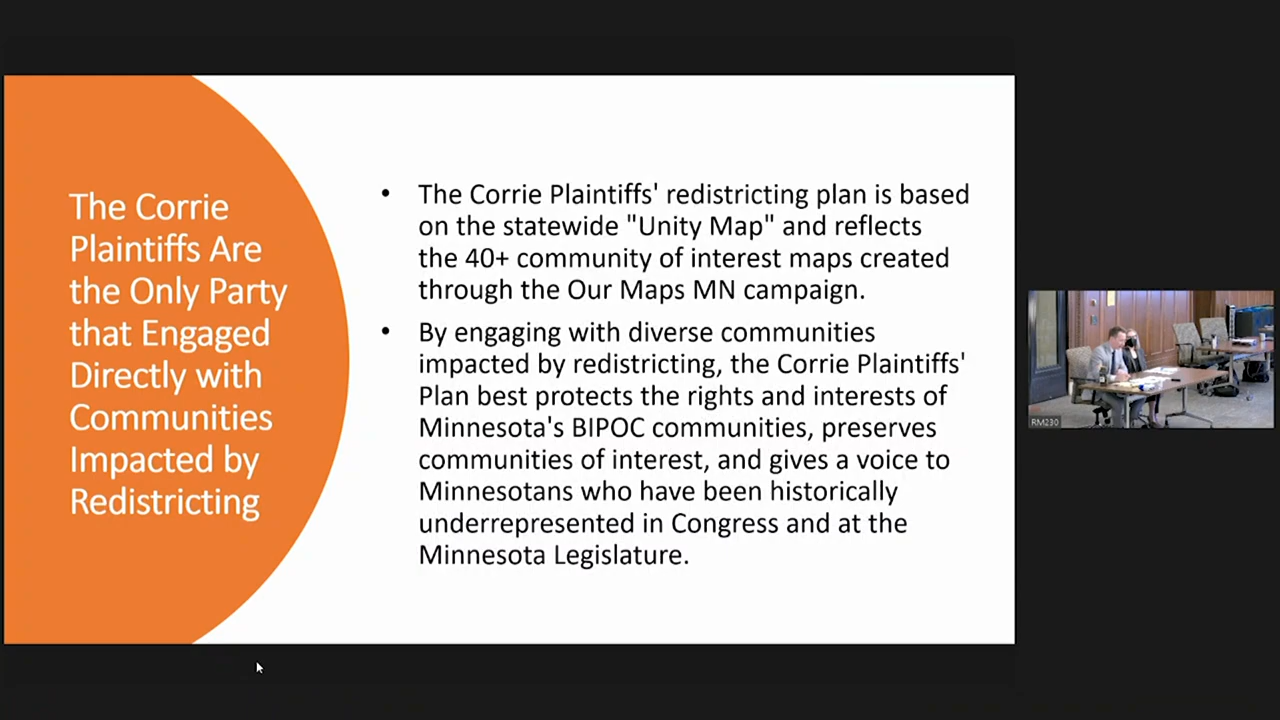 The Corrie
Plaintiffs Are
the Only Party
that Engaged
Directly with
Communities
Impacted by
Redistricting
• The Corrie Plaintiffs' redistricting plan is based
on the statewide "Unity Map" and reflects
the 40+ community of interest maps created
through the Our Maps MN campaign.
• By engaging with diverse communities
impacted by redistricting, the Corrie Plaintiffs'
Plan best protects the rights and interests of
Minnesota's BIPOC communities, preserves
communities of interest, and gives a voice to
Minnesotans who have been historically
underrepresented in Congress and at the
Minnesota Legislature.
RM230